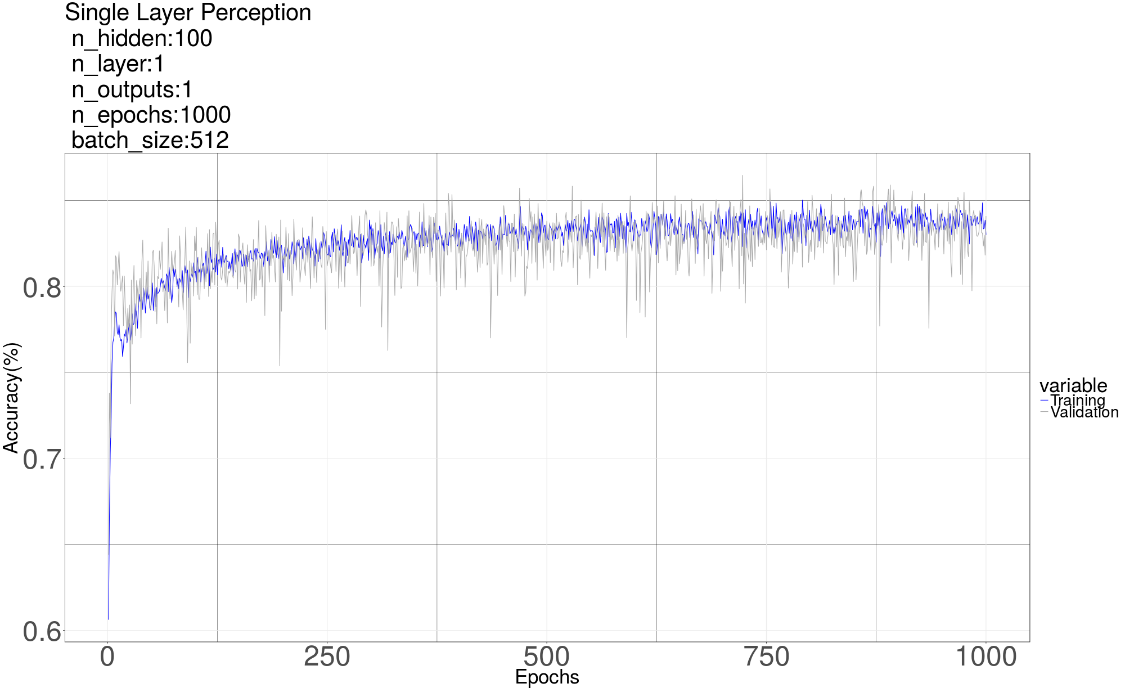 Single Layer Perception
n_hidden:100
n_layer:1
n_outputs:1
n_epochs:1000
batch_size:512
Accuracy(%)
0.8
0.7
0.6
0 250 500 750 1000
Epochs
variable
Training
Validation